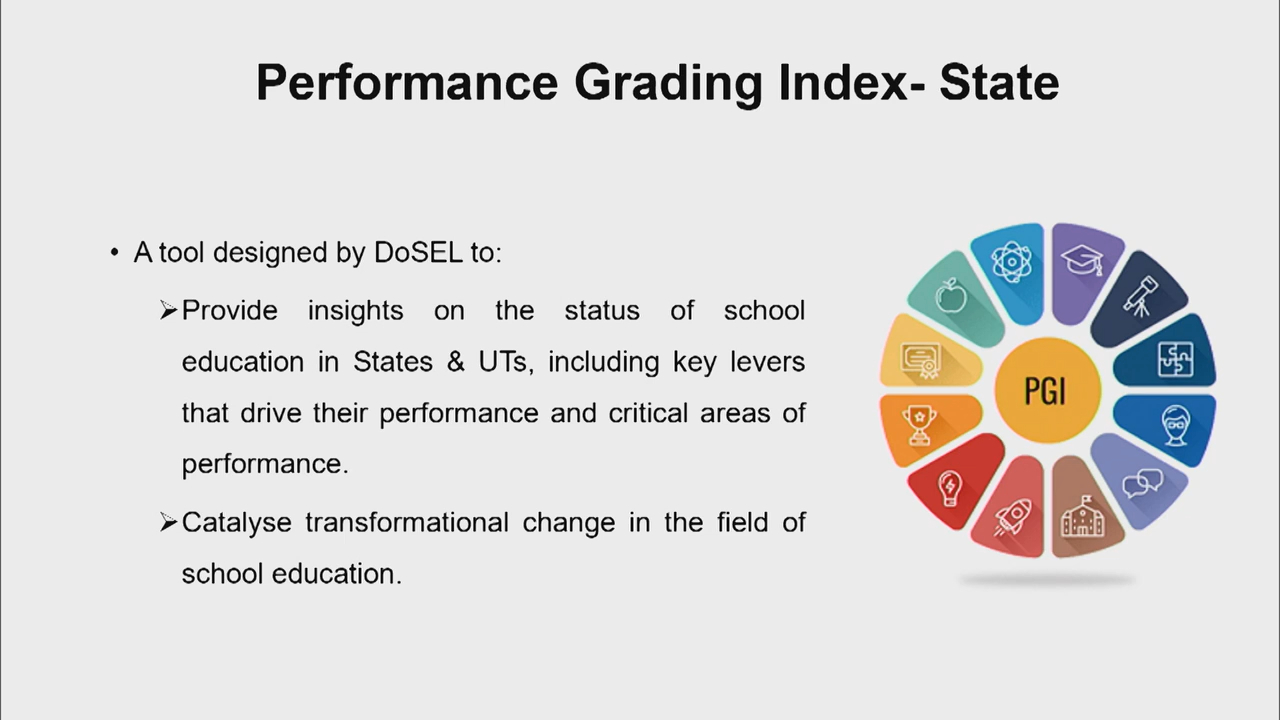 Performance Grading Index- State
• A tool designed by DoSEL to:
➢Provide insights on the status of school
education in States & UTs, including key levers
that drive their performance and critical areas of
performance.
➢Catalyse transformational change in the field of
school education.
PGI